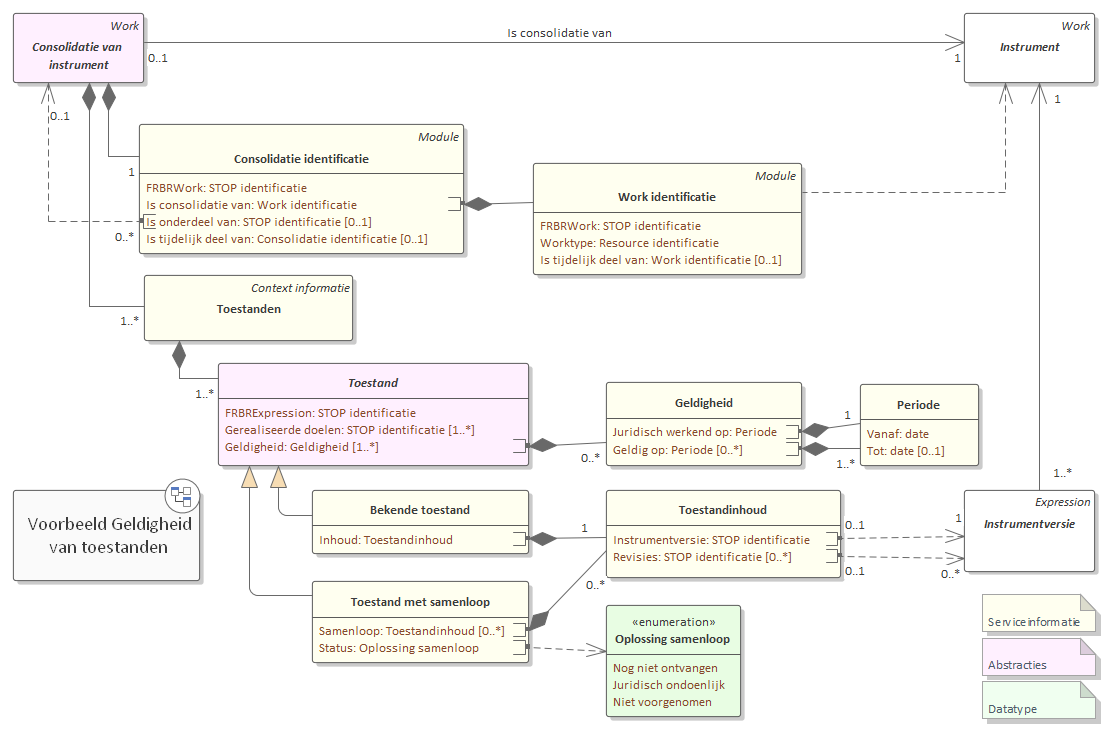 Work
Consolidatie van
instrument
0..1
Is consolidatie van
1
Work
Instrument
1
0..1
1
0..*
Module
Consolidatie identificatie
FRBRWork: STOP identificatie
Is consolidatie van: Work identificatie
Is onderdeel van: STOP identificatie [0..1]
Is tijdelijk deel van: Consolidatie identificatie [0..1]
Module
Work identificatie
FRBRWork: STOP identificatie
Worktype: Resource identificatie
Is tijdelijk deel van: Work identificatie [0..1]
Context informatie
Toestanden
1..*
1..*
Toestand
FRBRExpression: STOP identificatie
Gerealiseerde doelen: STOP identificatie [1..*]
Geldigheid: Geldigheid [1..*]
0..*
Geldigheid
Juridisch werkend op: Periode
Geldig op: Periode [0..*]
1
1..*
Periode
Vanaf: date
Tot: date [0..1]
Voorbeeld Geldigheid
van toestanden
Bekende toestand
Inhoud: Toestandinhoud
1
Toestandinhoud
Instrumentversie: STOP identificatie
Revisies: STOP identificatie [0..*]
0..1
0..1
1
0..*
1..*
Expression
Instrumentversie
Toestand met samenloop
Samenloop: Toestandinhoud [0..*]
Status: Oplossing samenloop
0..*
«enumeration»
Oplossing samenloop
Nog niet ontvangen
Juridisch ondoenlijk
Niet voorgenomen
Serviceinformatie
Abstracties
Datatype